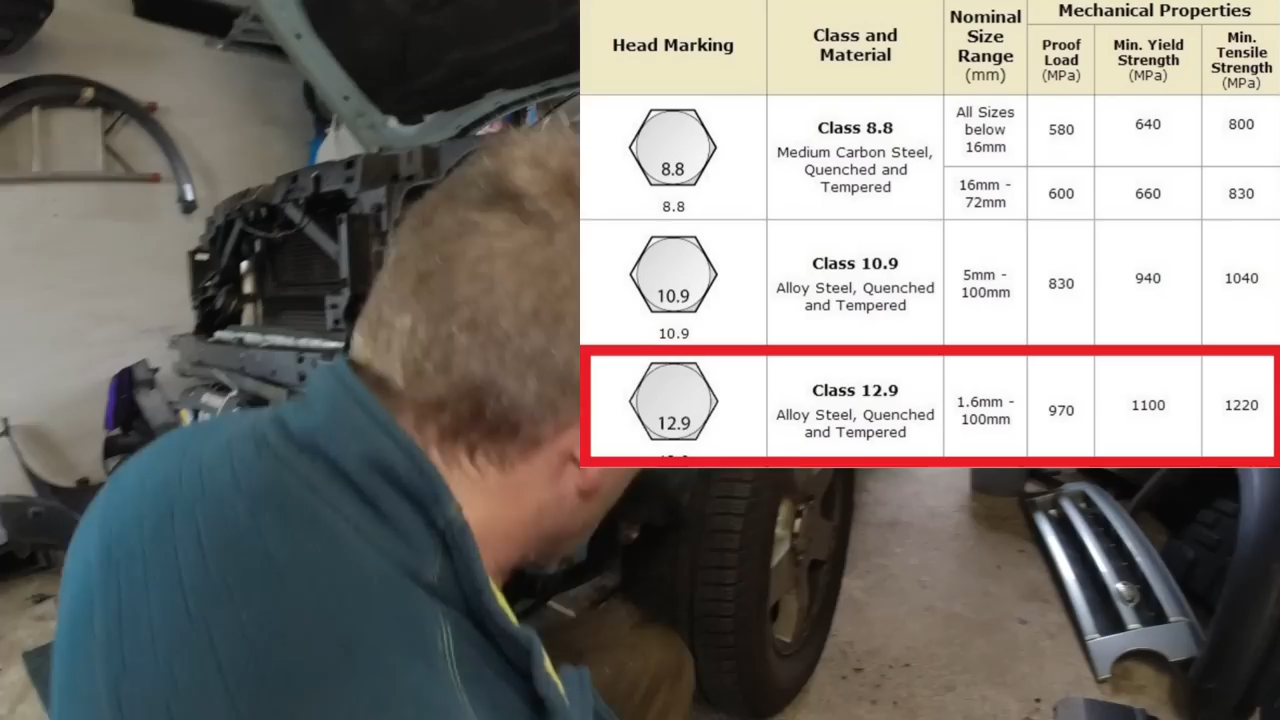 Head Marking
Class and
Material
Nominal
Size
Range
(mm)
Mechanical Properties
Proof
Load
(MPa)
Min. Yield
Strength
(MPa)
Min.
Tensile
Strength
(MPa)
8.8
8.8
Class 8.8
Medium Carbon Steel,
Quenched and
Tempered
All Sizes
below
16mm
580
640
800
16mm -
72mm
600
660
830
10.9
10.9
Class 10.9
Alloy Steel, Quenched
and Tempered
5mm -
100mm
830
940
1040
12.9
Class 12.9
Alloy Steel, Quenched
and Tempered
1.6mm -
100mm
970
1100
1220